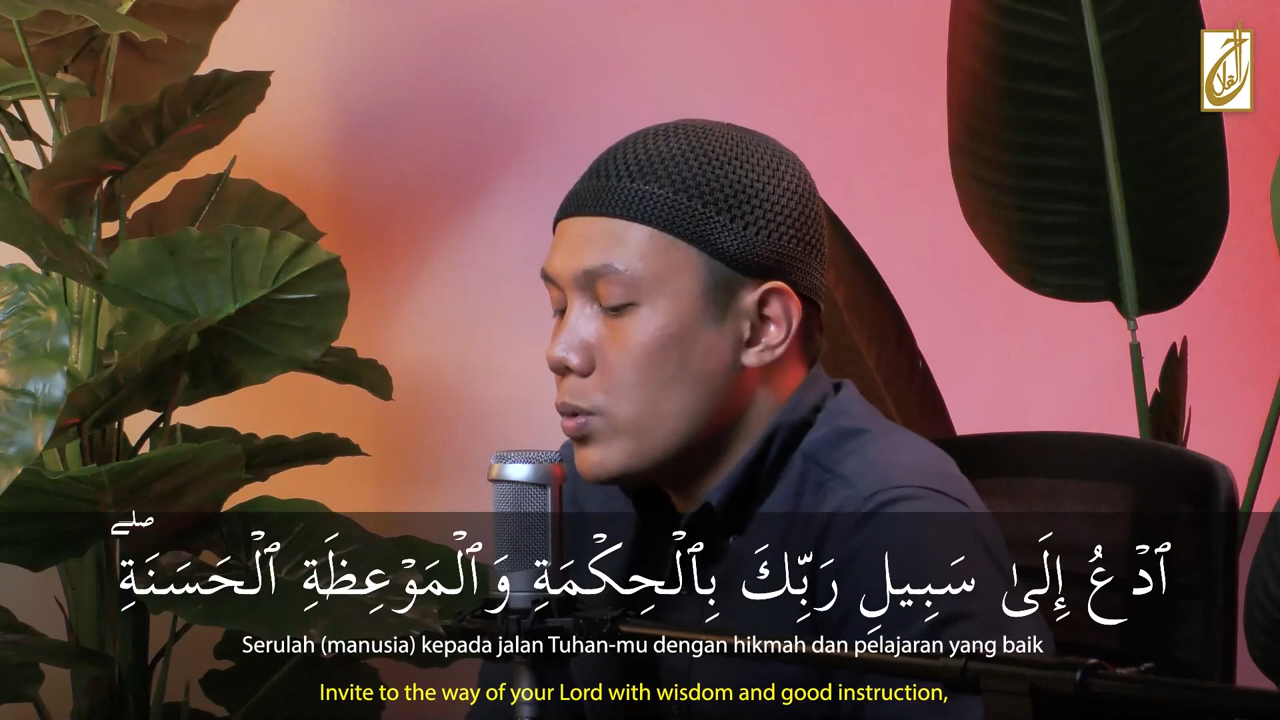 ٱدْعُ إِلَىٰ سَبِيلِ رَبِّكَ بِٱلْحِكْمَةِ وَٱلْمَوْعِظَةِ ٱلْحَسَنَةِ ۖ
Serulah (manusia) kepada jalan Tuhan-mu dengan hikmah dan pelajaran yang baik
Invite to the way of your Lord with wisdom and good instruction,